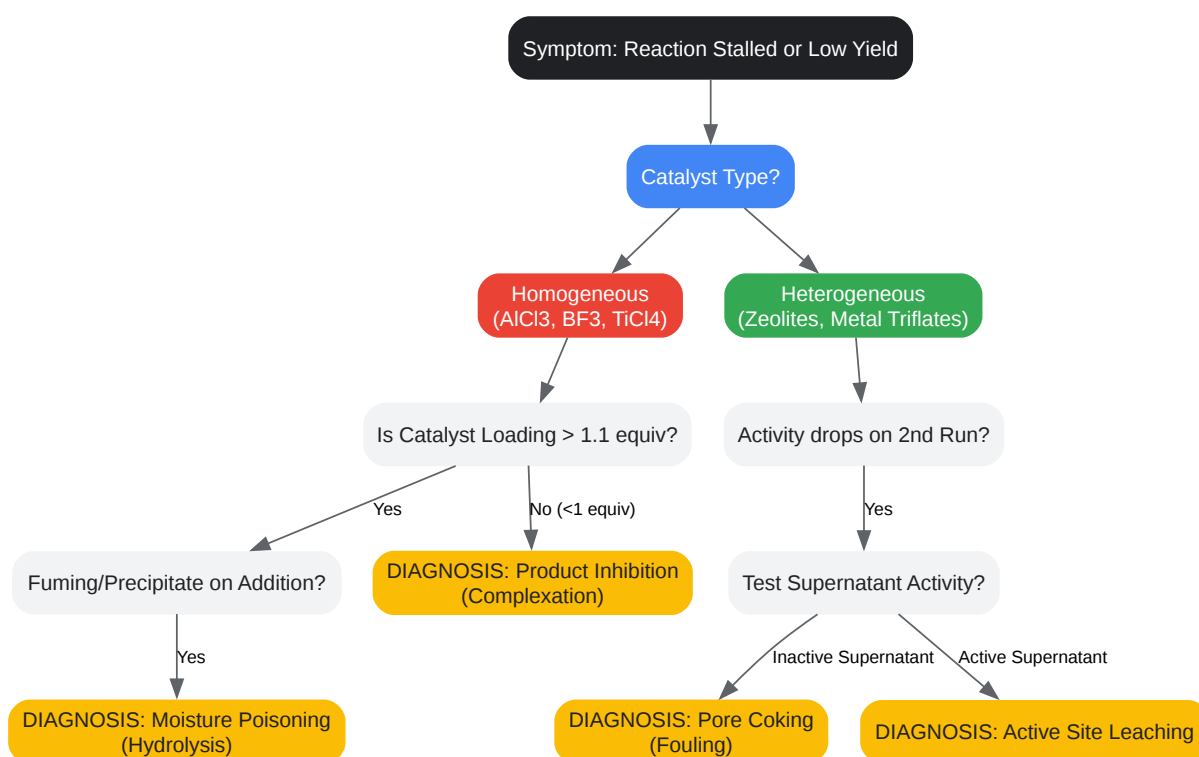 Symptom: Reaction Stalled or Low Yield
Catalyst Type?
Homogeneous
(AlCl3, BF3, TiCl4)
Heterogeneous
(Zeolites, Metal Triflates)
Is Catalyst Loading > 1.1 equiv?
Activity drops on 2nd Run?
Yes
No (<1 equiv)
Yes
Fuming/Precipitate on Addition?
DIAGNOSIS: Product Inhibition
(Complexation)
Test Supernatant Activity?
Yes
Inactive Supernatant
Active Supernatant
DIAGNOSIS: Moisture Poisoning
(Hydrolysis)
DIAGNOSIS: Pore Coking
(Fouling)
DIAGNOSIS: Active Site Leaching